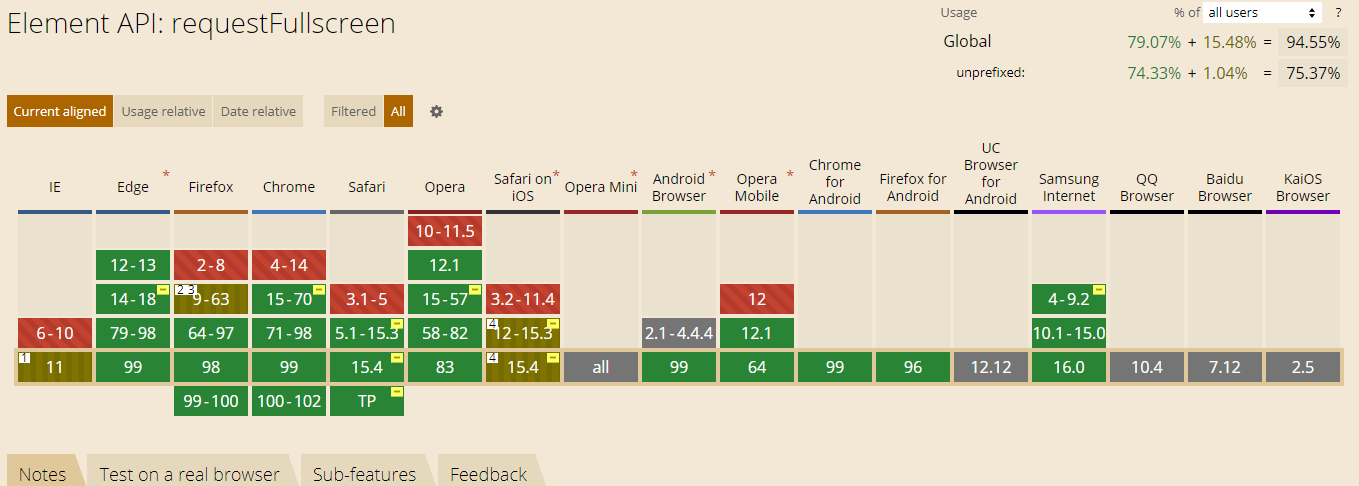 Element API: requestFullscreen
Usage % of all users ?
Global 79.07% + 15.48% = 94.55%
unprefixed: 74.33% + 1.04% = 75.37%
Current aligned Usage relative Date relative Filtered All
IE Edge * Firefox Chrome Safari Opera Safari on iOS * Opera Mini * Android Browser * Opera Mobile * Chrome for Android Firefox for Android UC Browser for Android Samsung Internet QQ Browser Baidu Browser KaiOS Browser
10-11.5
12-13 2-8 4-14 12.1
14-18 2 3 9-63 15-70 3.1-5 15-57 3.2-11.4 12 4-9.2
6-10 79-98 64-97 71-98 5.1-15.3 58-82 4 12-15.3 2.1-4.4.4 12.1 10.1-15.0
1 11 99 98 99 15.4 83 4 15.4 all 99 64 99 96 12.12 16.0 10.4 7.12 2.5
99-100 100-102 TP
Notes Test on a real browser Sub-features Feedback